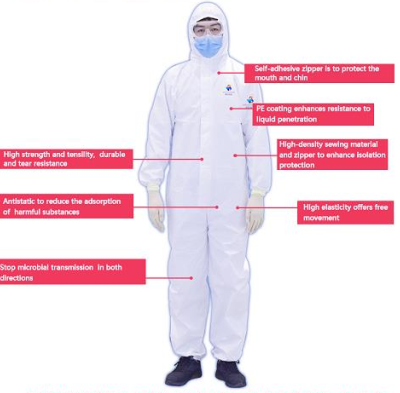 Self-adhesive zipper is to protect the
mouth and chin
PE coating enhances resistance to
liquid penetration
High-density sewing material
and zipper to enhance isolation
protection
High strength and tensility, durable
and tear resistance
Antistatic to reduce the adsorption
of harmful substances
High elasticity offers free
movement
Stop microbial transmission in both
directions